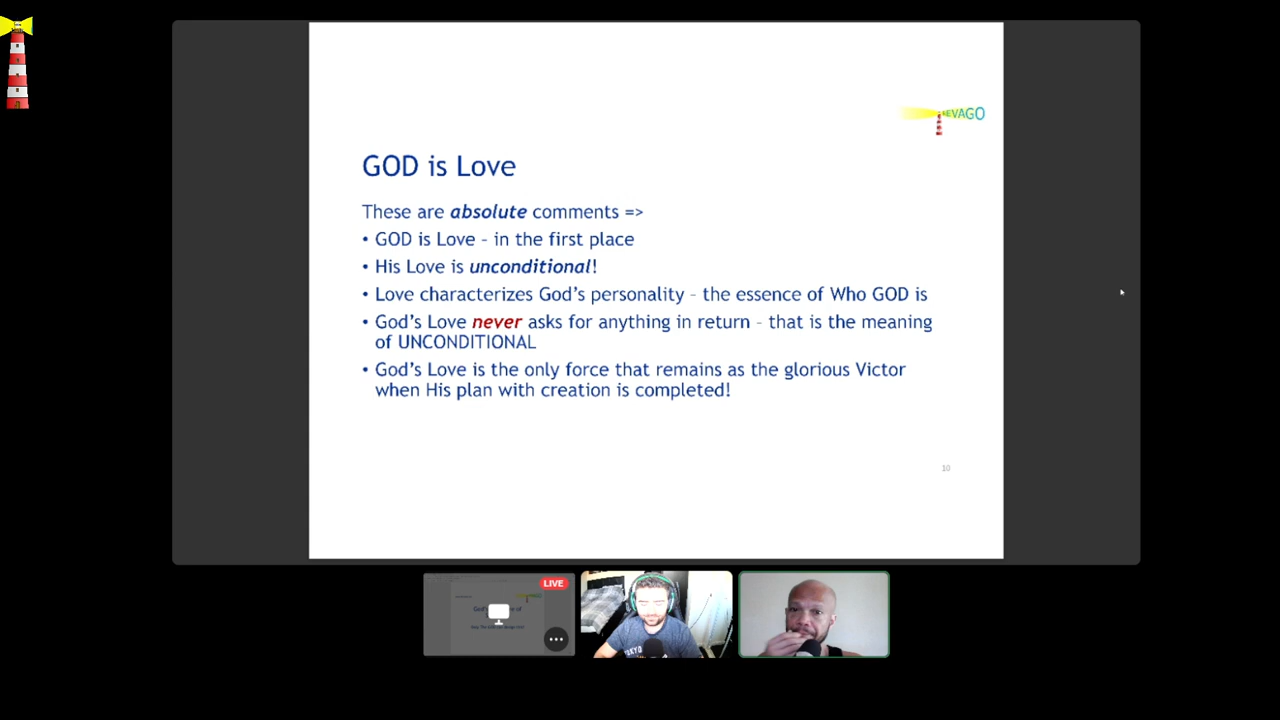 AEVAGO
GOD is Love
These are absolute comments =>
• GOD is Love – in the first place
• His Love is unconditional!
• Love characterizes God's personality – the essence of Who GOD is
• God's Love never asks for anything in return – that is the meaning
of UNCONDITIONAL
• God's Love is the only force that remains as the glorious Victor
when His plan with creation is completed!
10
LIVE